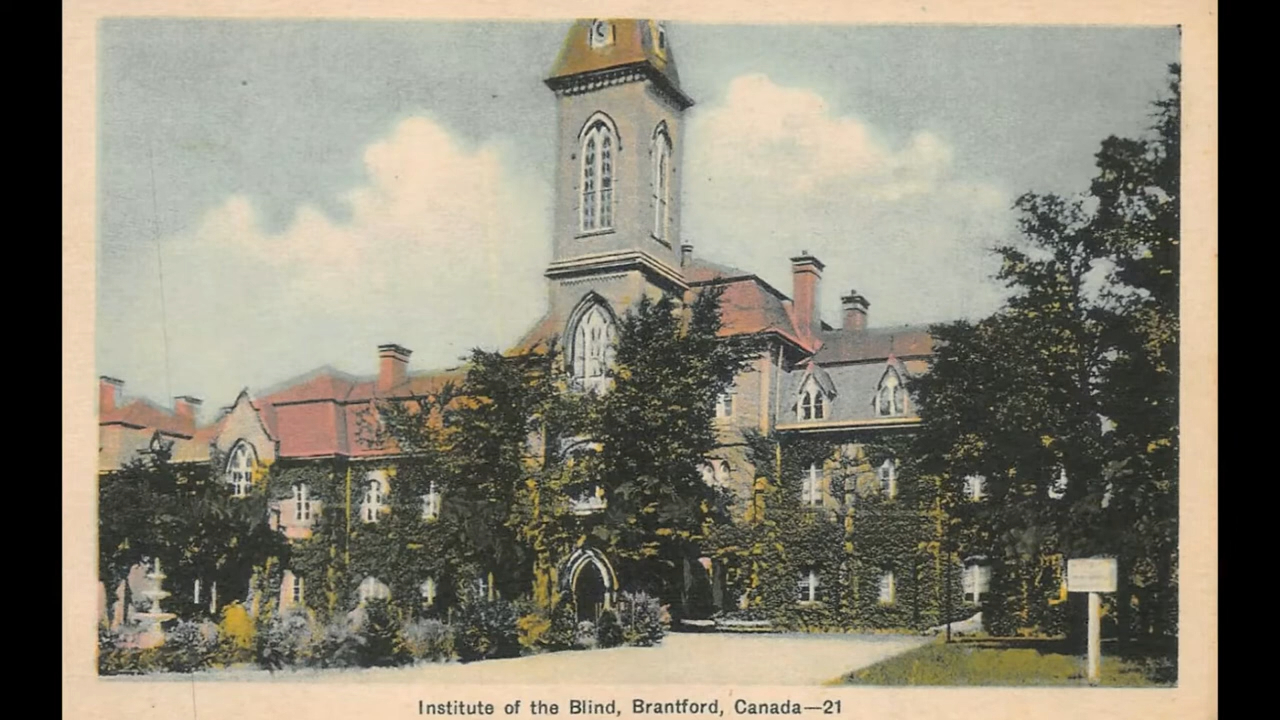 Institute of the Blind, Brantford, Canada—21